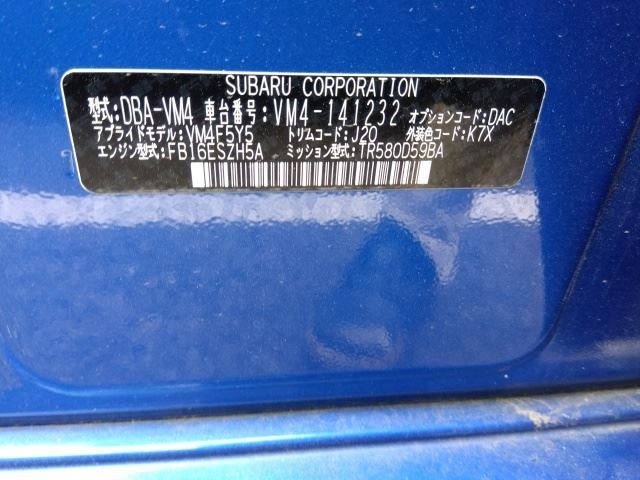 SUBARU CORPORATION
型式:DBA-VM4 車台番号:VM4-141232 オプションコード:DAC
アプライドモデル:VM4F5Y5 トリムコード:J20 外装色コード:K7X
エンジン型式:FB16ESZH5A ミッション型式:TR580D59BA